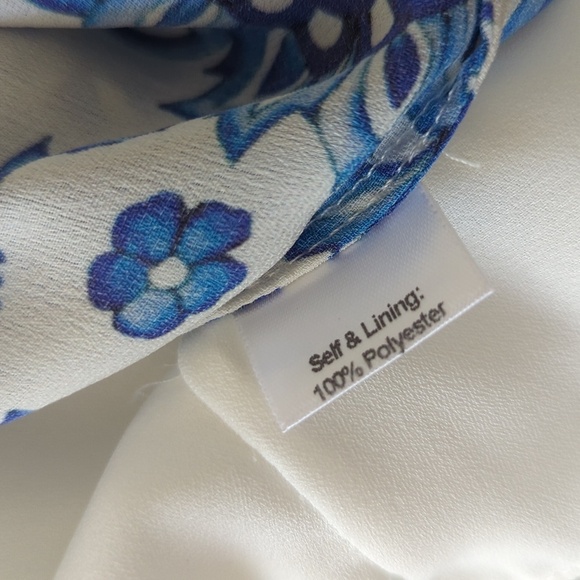 Self & Lining:
100% Polyester